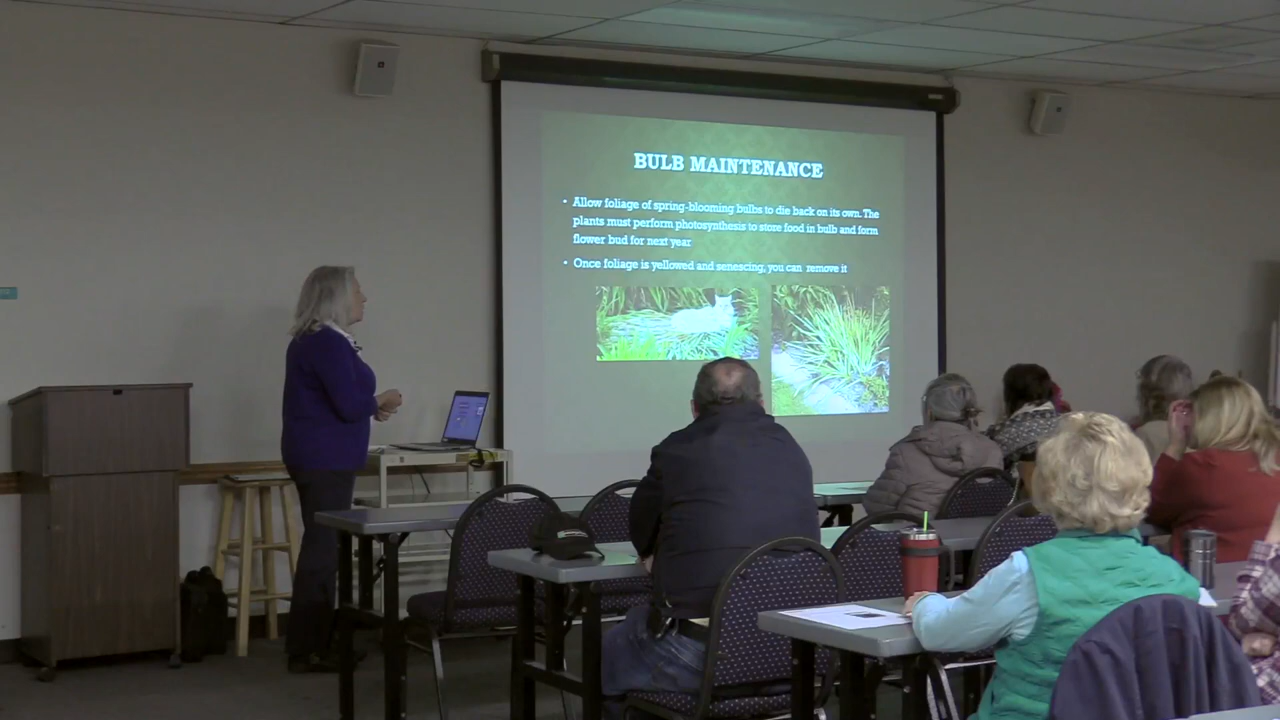 BULB MAINTENANCE
• Allow foliage of spring-blooming bulbs to die back on its own. The
plants must perform photosynthesis to store food in bulb and form
flower bud for next year
• Once foliage is yellowed and senescing, you can remove it